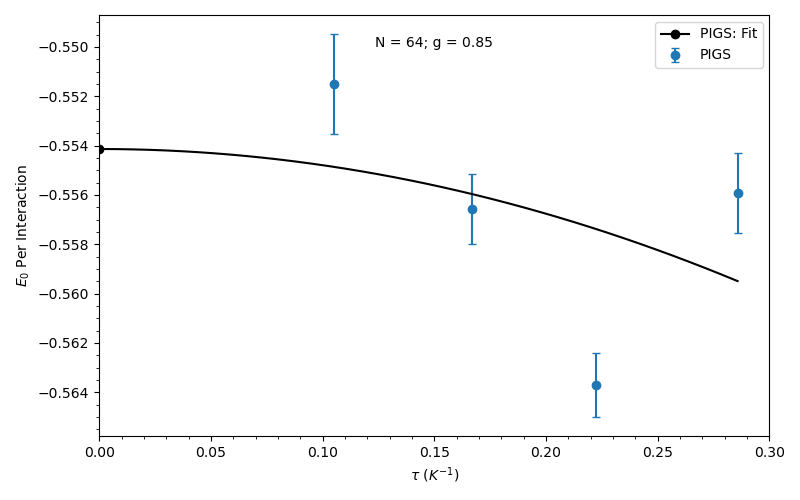 N = 64; g = 0.85
PIGS: Fit
PIGS
−0.550
−0.552
−0.554
−0.556
−0.558
−0.560
−0.562
−0.564
E₀ Per Interaction
0.00 0.05 0.10 0.15 0.20 0.25 0.30
τ (K⁻¹)